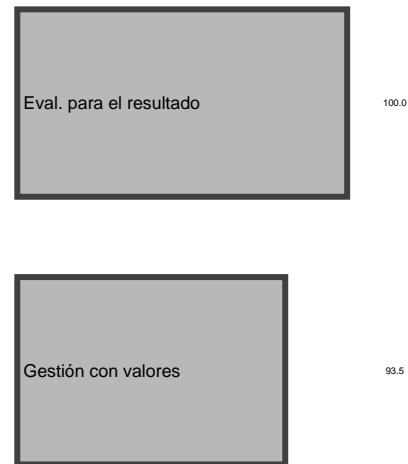 Eval. para el resultado
100.0
Gestión con valores
93.5